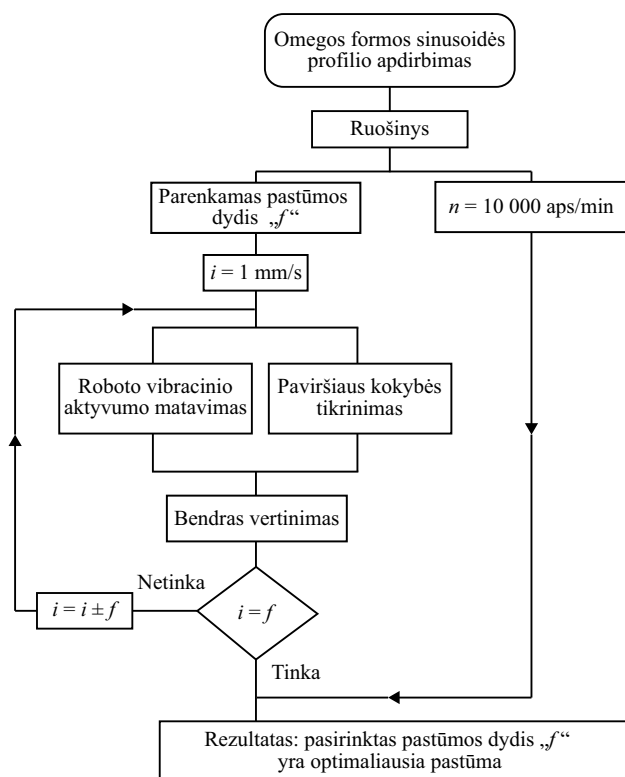 Omegos formos sinusoidės
profilio apdirbimas
Ruošinys
Parenkamas pastūmos
dydis „f“
n = 10 000 aps/min
i = 1 mm/s
Roboto vibracinio
aktyvumo matavimas
Paviršiaus kokybės
tikrinimas
Bendras vertinimas
Netinka
i = i ± f
i = f
Tinka
Rezultatas: pasirinktas pastūmos dydis „f“
yra optimaliausia pastūma